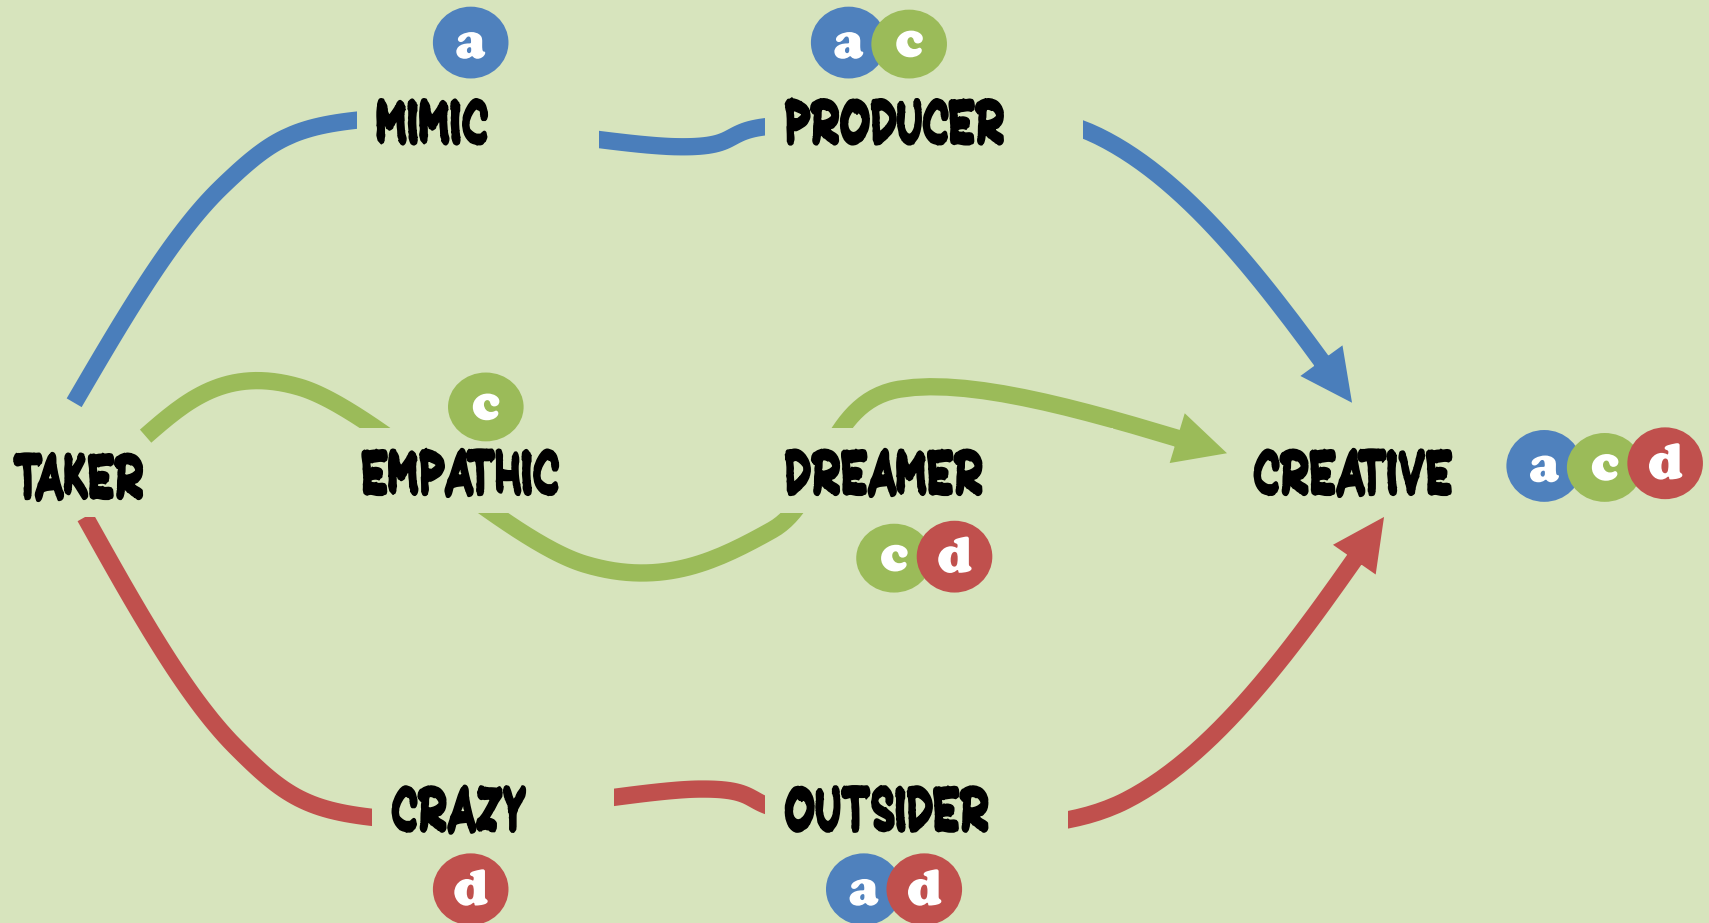 a
a c
MIMIC
PRODUCER
c
TAKER
EMPATHIC
DREAMER
CREATIVE
a c d
c d
CRAZY
OUTSIDER
d
a d